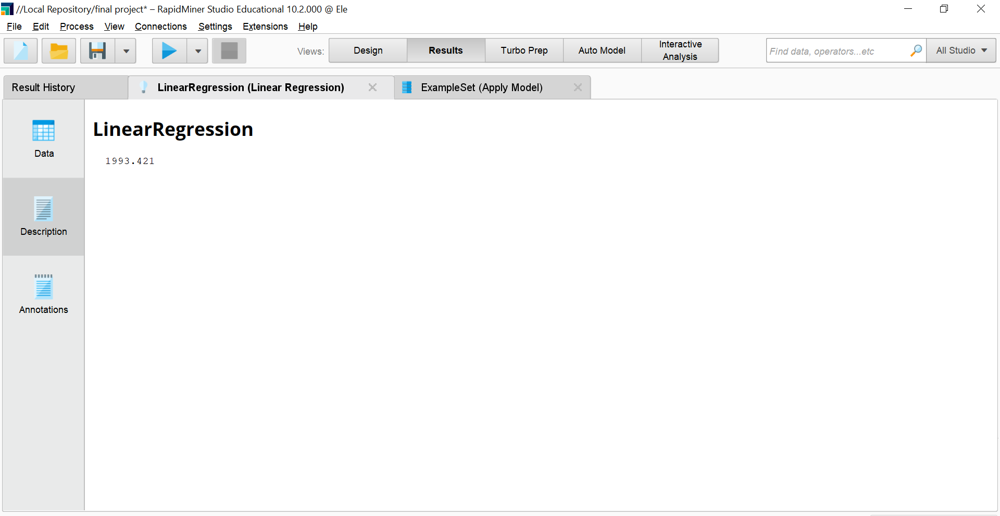 //Local Repository/final project* – RapidMiner Studio Educational 10.2.000 @ Ele
File Edit Process View Connections Settings Extensions Help
Views: Design Results Turbo Prep Auto Model Interactive Analysis Find data, operators...etc All Studio
Result History LinearRegression (Linear Regression) ExampleSet (Apply Model)
LinearRegression
Data
1993.421
Description
Annotations